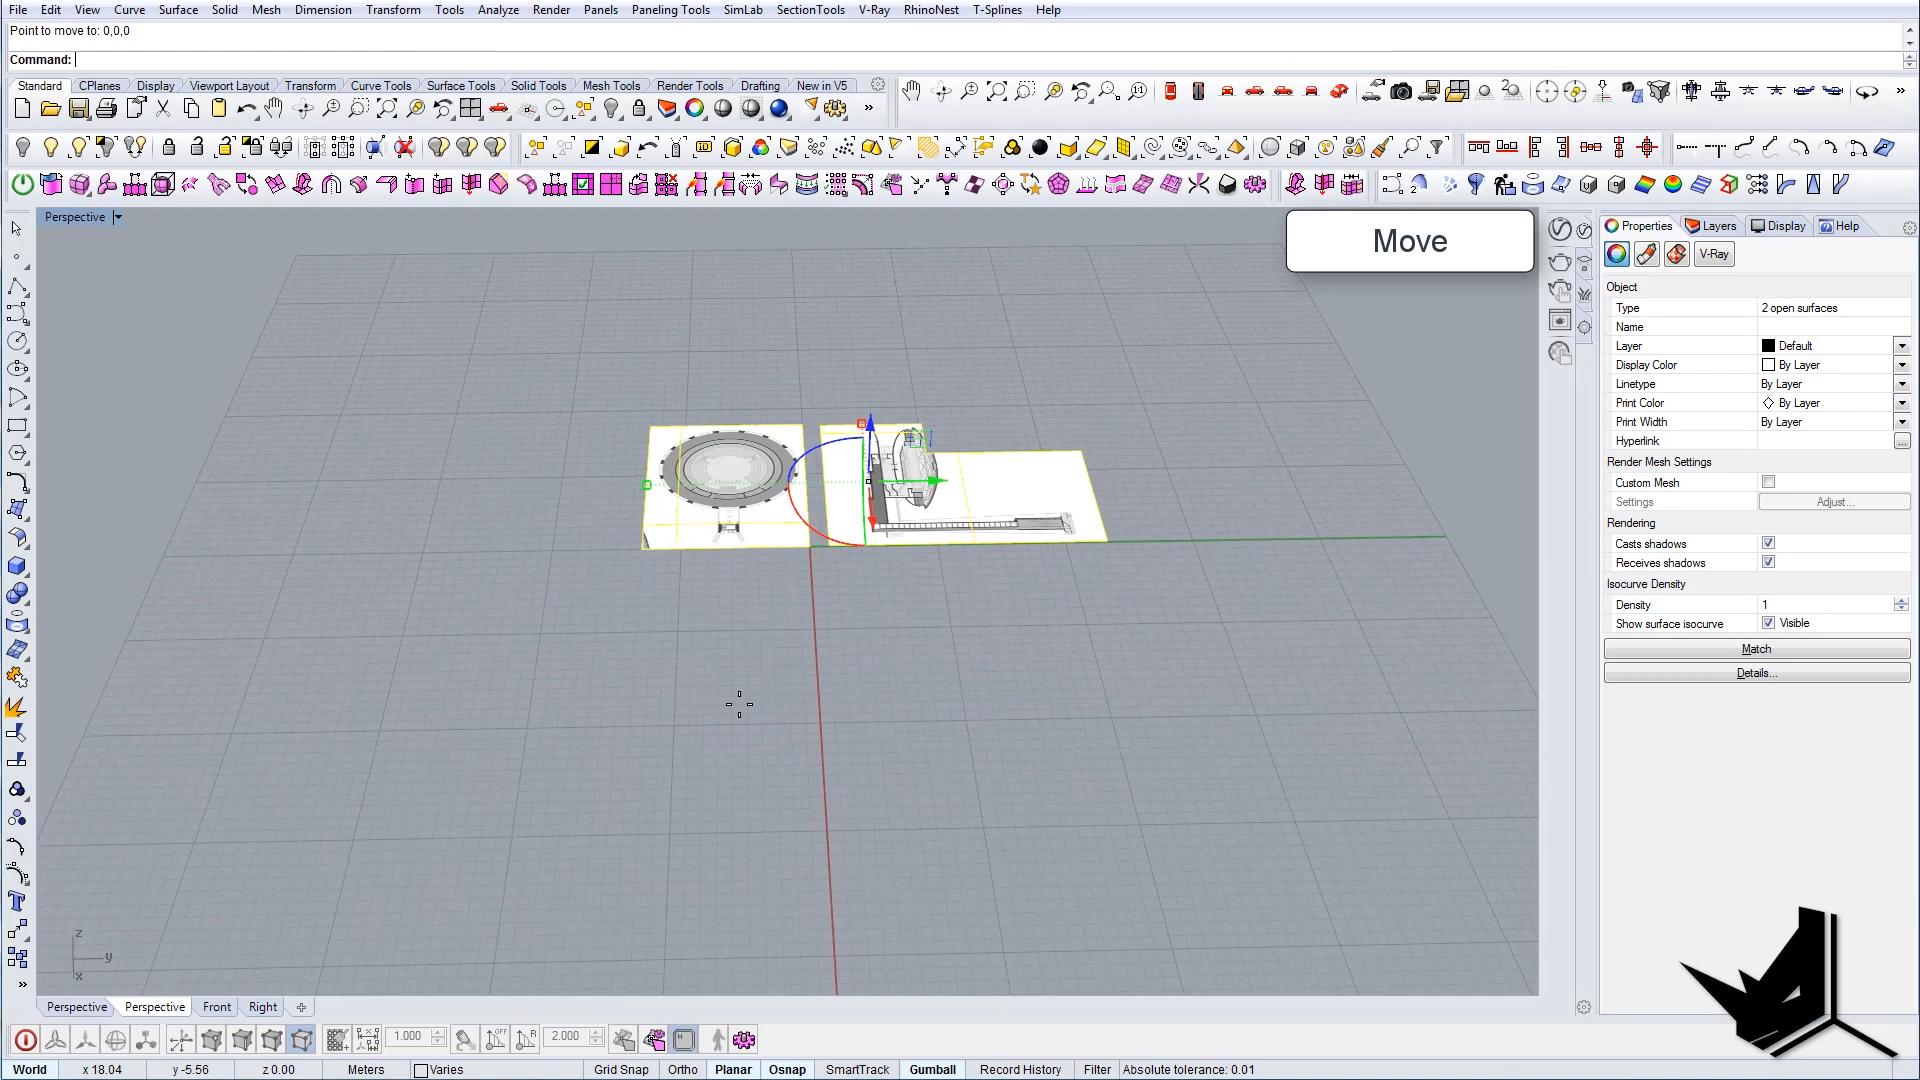 File Edit View Curve Surface Solid Mesh Dimension Transform Tools Analyze Render Panels Paneling Tools SimLab SectionTools V-Ray RhinoNest T-Splines Help
Point to move to: 0,0,0
Command:
Standard CPlanes Display Viewport Layout Transform Curve Tools Surface Tools Solid Tools Mesh Tools Render Tools Drafting New in V5
Perspective
Move
Properties Layers Display Help
V-Ray
Object
Type 2 open surfaces
Name
Layer Default
Display Color By Layer
Linetype By Layer
Print Color By Layer
Print Width By Layer
Hyperlink ...
Render Mesh Settings
Custom Mesh
Settings Adjust...
Rendering
Casts shadows
Receives shadows
Isocurve Density
Density 1
Show surface isocurve Visible
Match
Details...
z
y
x
Perspective Perspective Front Right
1.000 2.000
World x 18.04 y -5.56 z 0.00 Meters Varies Grid Snap Ortho Planar Osnap SmartTrack Gumball Record History Filter Absolute tolerance: 0.01